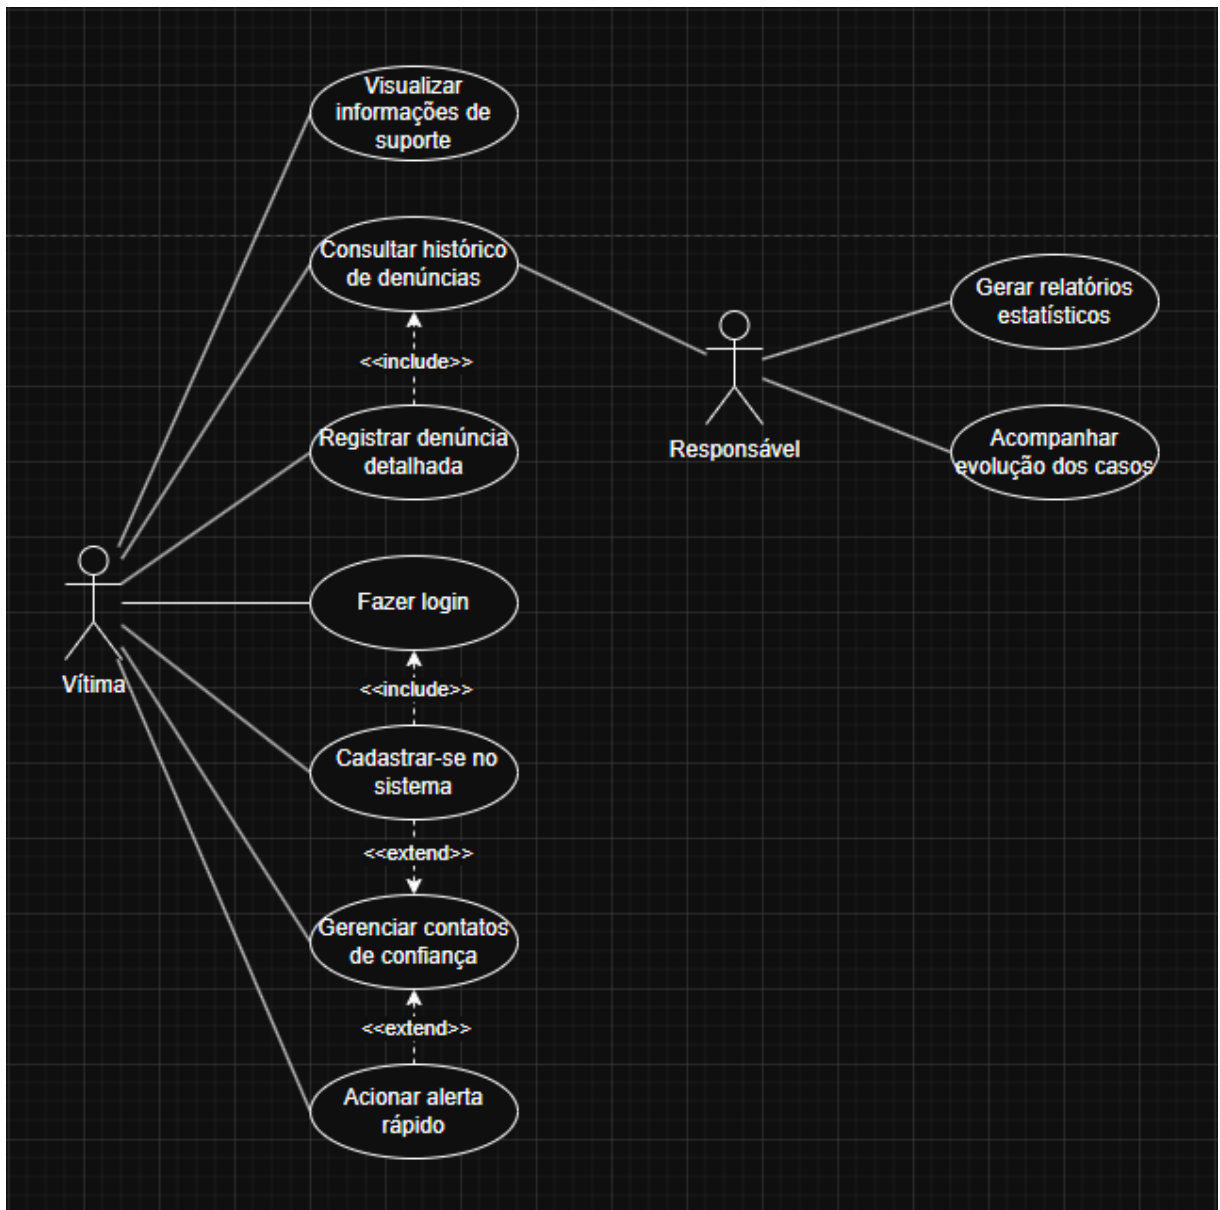 Visualizar
informações de
suporte
Consultar histórico
de denúncias
<<include>>
Registrar denúncia
detalhada
Gerar relatórios
estatísticos
Responsável
Acompanhar
evolução dos casos
Fazer login
Vítima
<<include>>
Cadastrar-se no
sistema
<<extend>>
Gerenciar contatos
de confiança
<<extend>>
Acionar alerta
rápido